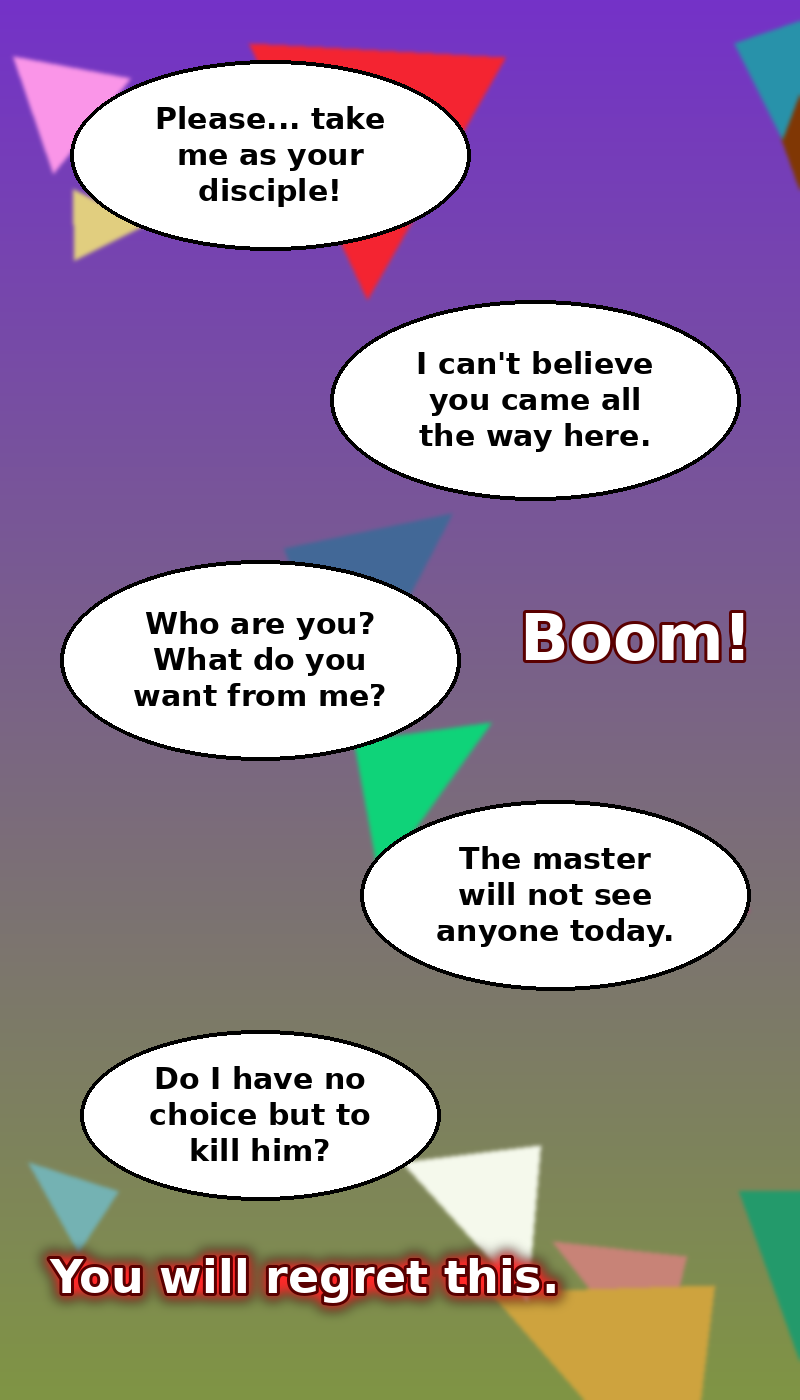 Please... take
me as your
disciple!
I can't believe
you came all
the way here.
Who are you?
What do you
want from me?
Boom!
The master
will not see
anyone today.
Do I have no
choice but to
kill him?
You will regret this.